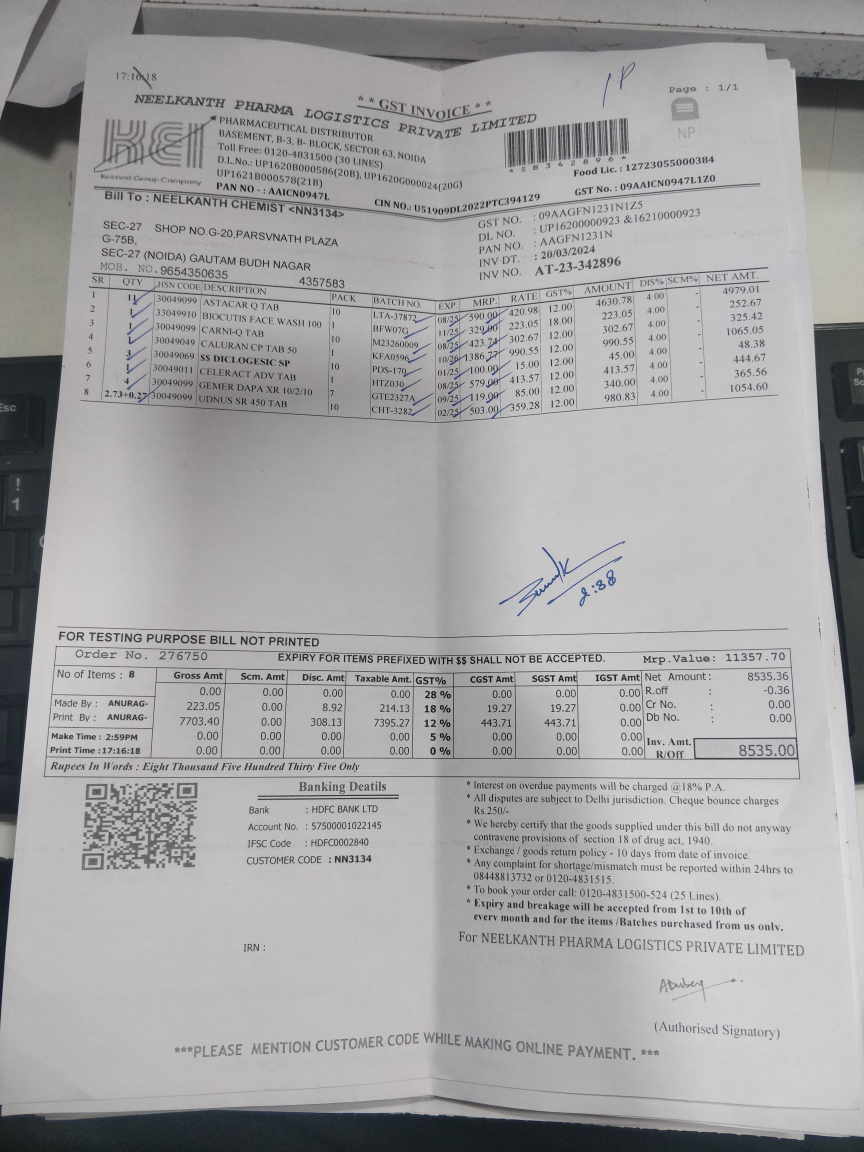 17:16:18
** GST INVOICE **
1P
Page : 1/1
NEELKANTH PHARMA LOGISTICS PRIVATE LIMITED
KEI
PHARMACEUTICAL DISTRIBUTOR
BASEMENT, B-3, B- BLOCK, SECTOR 63, NOIDA
Toll Free: 0120-4831500 (30 LINES)
D.L.No.: UP1620B000586(20B), UP1620G000024(20G)
UP1621B000578(21B)
Group Company
PAN NO - : AAICN0947L
CIN NO.: U51909DL2022PTC394129
*5B342896*
NP
Food Lic. : 12723055000384
GST No. : 09AAICN0947L1Z0
Bill To : NEELKANTH CHEMIST <NN3134>
SEC-27 SHOP NO.G-20,PARSVNATH PLAZA
G-75B,
SEC-27 (NOIDA) GAUTAM BUDH NAGAR
MOB. NO.9654350635
4357583
GST NO. : 09AAGFN1231N1Z5
DL NO. : UP16200000923 &16210000923
PAN NO. : AAGFN1231N
INV DT. : 20/03/2024
INV NO. AT-23-342896
SR QTY HSN CODE DESCRIPTION PACK BATCH NO. EXP. MRP. RATE GST% AMOUNT DIS% SCM% NET AMT.
1 11 30049099 ASTACAR Q TAB 10 LTA-37872 08/25 590.00 420.98 12.00 4630.78 4.00 - 4979.01
2 1 33049910 BIOCUTIS FACE WASH 100 1 BFW07G 11/25 329.00 223.05 18.00 223.05 4.00 - 252.67
3 1 30049099 CARNI-Q TAB 10 M23260009 08/25 423.74 302.67 12.00 302.67 4.00 - 325.42
4 1 30049049 CALURAN CP TAB 50 1 KFA0596 10/26 1386.77 990.55 12.00 990.55 4.00 - 1065.05
5 3 30049069 $$ DICLOGESIC SP 10 PDS-170 01/25 100.00 15.00 12.00 45.00 4.00 - 48.38
6 1 30049011 CELERACT ADV TAB 1 HTZ030 08/25 579.00 413.57 12.00 413.57 4.00 - 444.67
7 4 30049099 GEMER DAPA XR 10/2/10 7 GTE2327A 09/25 119.00 85.00 12.00 340.00 4.00 - 365.56
8 2.73+0.27 30049099 UDNUS SR 450 TAB 10 CHT-3282 02/25 503.00 359.28 12.00 980.83 4.00 - 1054.60
2:88
FOR TESTING PURPOSE BILL NOT PRINTED
Order No. 276750 EXPIRY FOR ITEMS PREFIXED WITH $$ SHALL NOT BE ACCEPTED. Mrp.Value: 11357.70
No of Items : 8 Gross Amt Scm. Amt Disc. Amt Taxable Amt. GST% CGST Amt SGST Amt IGST Amt Net Amount : 8535.36
0.00 0.00 0.00 0.00 28 % 0.00 0.00 0.00 R.off : -0.36
Made By : ANURAG- 223.05 0.00 8.92 214.13 18 % 19.27 19.27 0.00 Cr No. : 0.00
Print By : ANURAG- 7703.40 0.00 308.13 7395.27 12 % 443.71 443.71 0.00 Db No. : 0.00
Make Time : 2:59PM 0.00 0.00 0.00 0.00 5 % 0.00 0.00 0.00
Print Time :17:16:18 0.00 0.00 0.00 0.00 0 % 0.00 0.00 0.00 Inv. Amt. R/Off 8535.00
Rupees In Words : Eight Thousand Five Hundred Thirty Five Only
Banking Deatils
Bank : HDFC BANK LTD
Account No. : 57500001022145
IFSC Code : HDFC0002840
CUSTOMER CODE : NN3134
IRN :
* Interest on overdue payments will be charged @18% P.A.
* All disputes are subject to Delhi jurisdiction. Cheque bounce charges
Rs.250/-
* We hereby certify that the goods supplied under this bill do not anyway
contravene provisions of section 18 of drug act, 1940.
* Exchange / goods return policy - 10 days from date of invoice.
* Any complaint for shortage/mismatch must be reported within 24hrs to
08448813732 or 0120-4831515.
* To book your order call: 0120-4831500-524 (25 Lines).
* Expiry and breakage will be accepted from 1st to 10th of
every month and for the items /Batches purchased from us only.
For NEELKANTH PHARMA LOGISTICS PRIVATE LIMITED
(Authorised Signatory)
***PLEASE MENTION CUSTOMER CODE WHILE MAKING ONLINE PAYMENT. ***
Esc
!
1